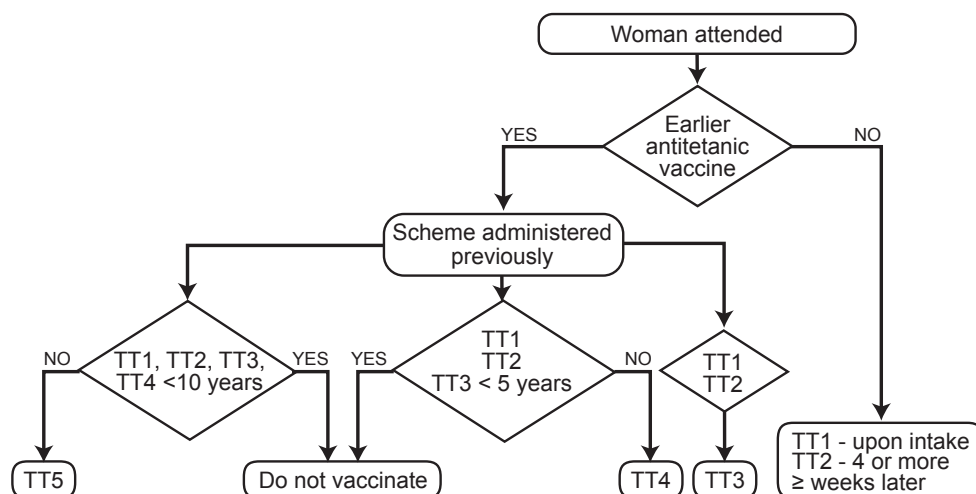 Woman attended
Earlier
antitetanic
vaccine
YES
NO
Scheme administered
previously
NO
TT1, TT2, TT3,
TT4 <10 years
YES
YES
TT1
TT2
TT3 < 5 years
NO
TT1
TT2
TT1 - upon intake
TT2 - 4 or more
≥ weeks later
TT5
Do not vaccinate
TT4
TT3